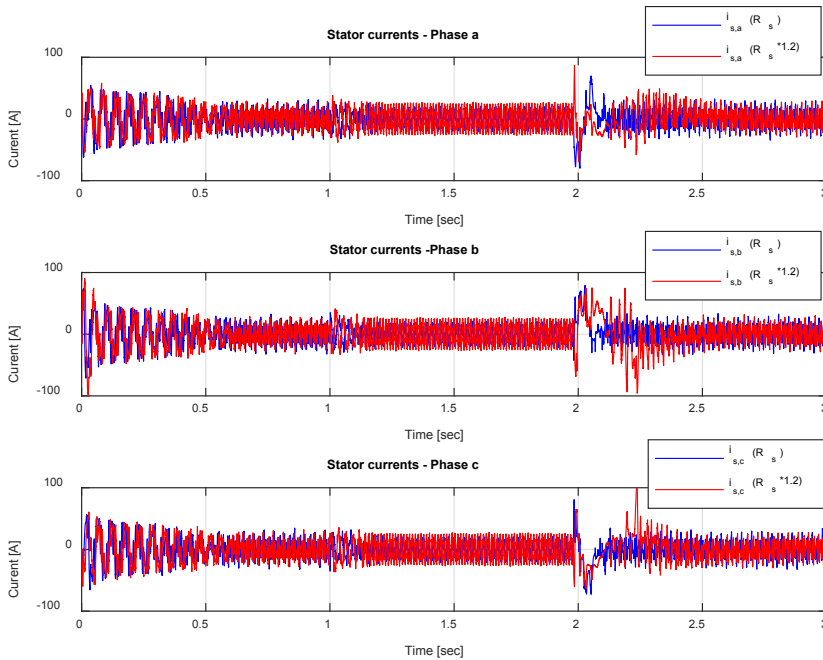 Stator currents - Phase a
i s,a (R s )
i s,a (R s *1.2)
100
0
-100
Curent [A]
0 0.5 1 1.5 2 2.5 3
Time [sec]
Stator currents -Phase b
i s,b (R s )
i s,b (R s *1.2)
100
0
-100
Curent [A]
0 0.5 1 1.5 2 2.5 3
Time [sec]
Stator currents - Phase c
i s,c (R s )
i s,c (R s *1.2)
100
0
-100
Curent [A]
0 0.5 1 1.5 2 2.5 3
Time [sec]